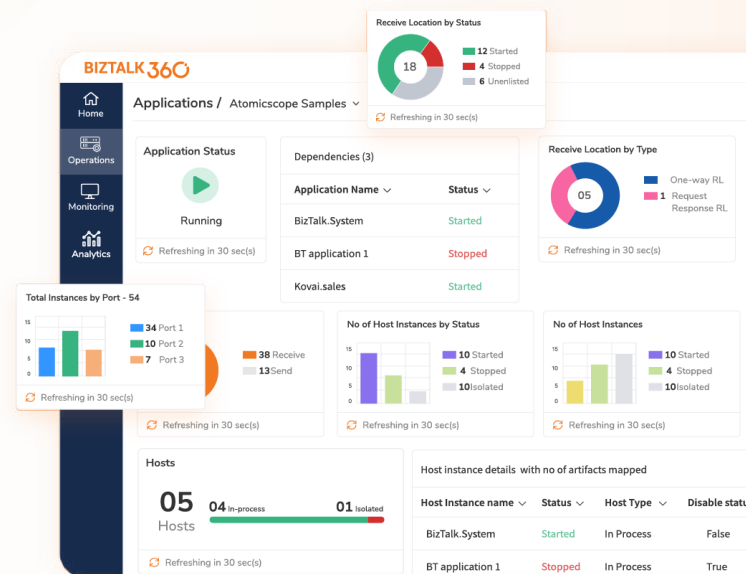 Receive Location by Status
18
12 Started
4 Stopped
6 Unenlisted
Refreshing in 30 sec(s)
BIZTALK 360
Home
Operations
Monitoring
Analytics
Applications / Atomicscope Samples
Application Status
Running
Refreshing in 30 sec(s)
Dependencies (3)
Application Name Status
BizTalk.System Started
BT application 1 Stopped
Kovai.sales Started
Receive Location by Type
05
One-way RL
1 Request
Response RL
Refreshing in 30 sec(s)
Total Instances by Port - 54
15
10
5
0
34 Port 1
10 Port 2
7 Port 3
Refreshing in 30 sec(s)
38 Receive
13Send
Refreshing in 30 sec(s)
No of Host Instances by Status
15
10
5
0
10 Started
4 Stopped
10Isolated
Refreshing in 30 sec(s)
No of Host Instances
15
10
5
0
10 Started
4 Stopped
10Isolated
Refreshing in 30 sec(s)
Hosts
05
Hosts
04 In-process 01 Isolated
Refreshing in 30 sec(s)
Host instance details with no of artifacts mapped
Host Instance name Status Host Type Disable statu
BizTalk.System Started In Process False
BT application 1 Stopped In Process True